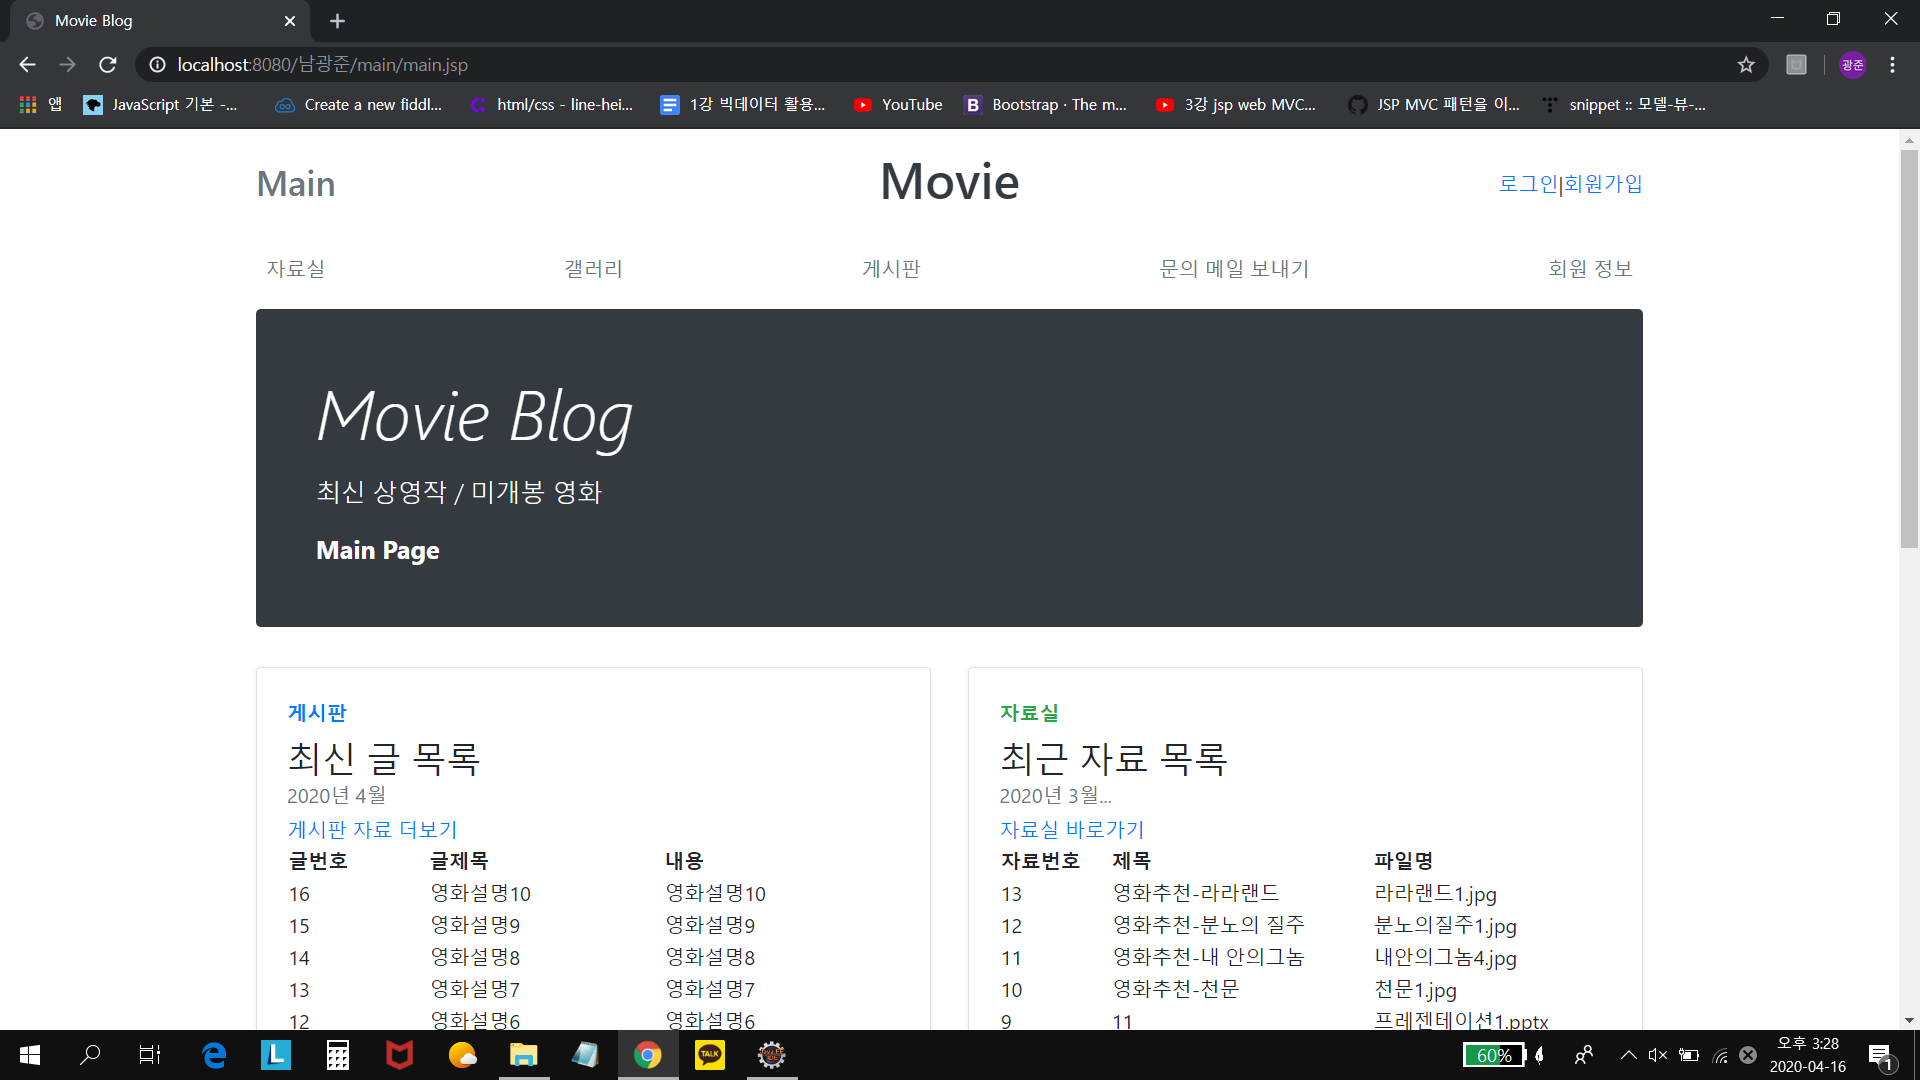 Movie Blog
localhost:8080/남광준/main/main.jsp
광준
앱 JavaScript 기본 -... Create a new fiddl... html/css - line-hei... 1강 빅데이터 활용... YouTube B Bootstrap · The m... 3강 jsp web MVC... JSP MVC 패턴을 이... snippet :: 모델-뷰-...
Main Movie 로그인|회원가입
자료실 갤러리 게시판 문의 메일 보내기 회원 정보
Movie Blog
최신 상영작 / 미개봉 영화
Main Page
게시판
최신 글 목록
2020년 4월
게시판 자료 더보기
글번호 글제목 내용
16 영화설명10 영화설명10
15 영화설명9 영화설명9
14 영화설명8 영화설명8
13 영화설명7 영화설명7
12 영화설명6 영화설명6
자료실
최근 자료 목록
2020년 3월...
자료실 바로가기
자료번호 제목 파일명
13 영화추천-라라랜드 라라랜드1.jpg
12 영화추천-분노의 질주 분노의질주1.jpg
11 영화추천-내 안의그놈 내안의그놈4.jpg
10 영화추천-천문 천문1.jpg
9 11 프레젠테이션1.pptx
L TALK 60% 오후 3:28
2020-04-16
1